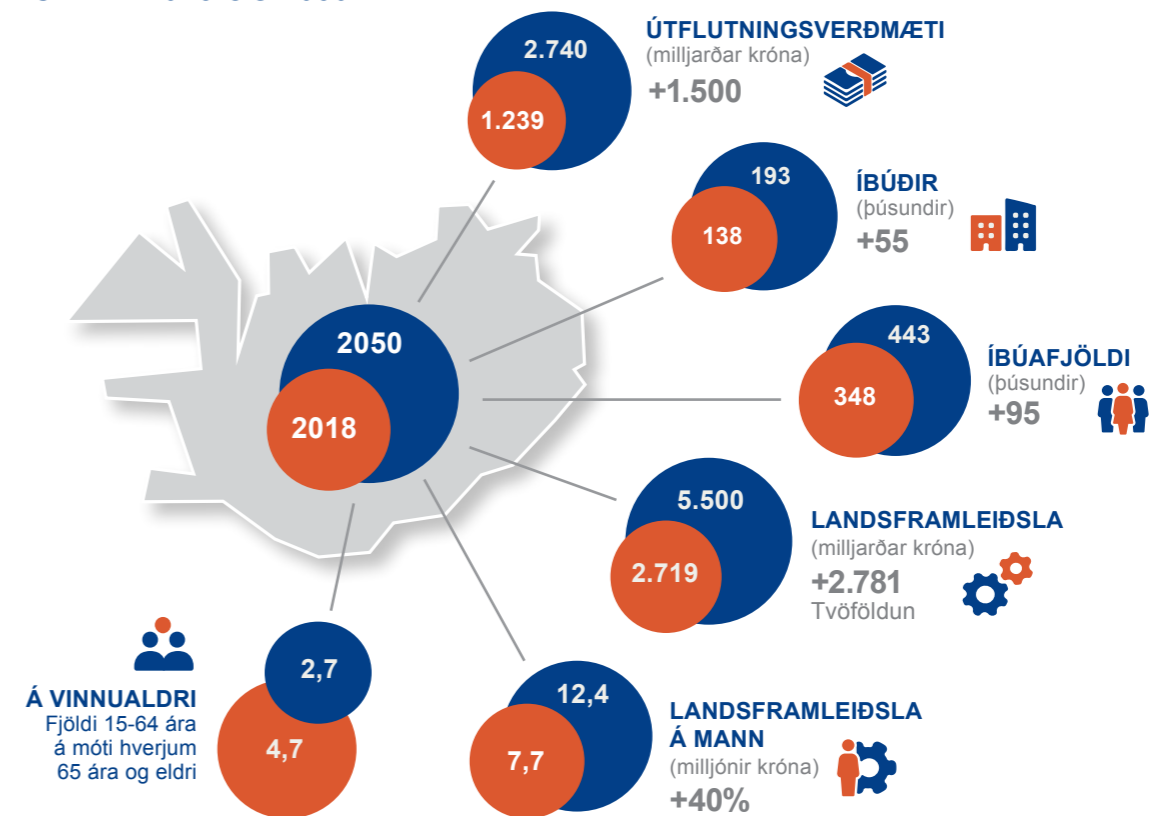 2.740
1.239
ÚTFLUTNINGSVERÐMÆTI
(milljarðar króna)
+1.500
193
138
ÍBÚÐIR
(þúsundir)
+55
2050
2018
443
348
ÍBÚAFJÖLDI
(þúsundir)
+95
5.500
2.719
LANDSFRAMLEIÐSLA
(milljarðar króna)
+2.781
Tvöföldun
Á VINNUALDRI
Fjöldi 15-64 ára
á móti hverjum
65 ára og eldri
2,7
4,7
12,4
7,7
LANDSFRAMLEIÐSLA
Á MANN
(milljónir króna)
+40%